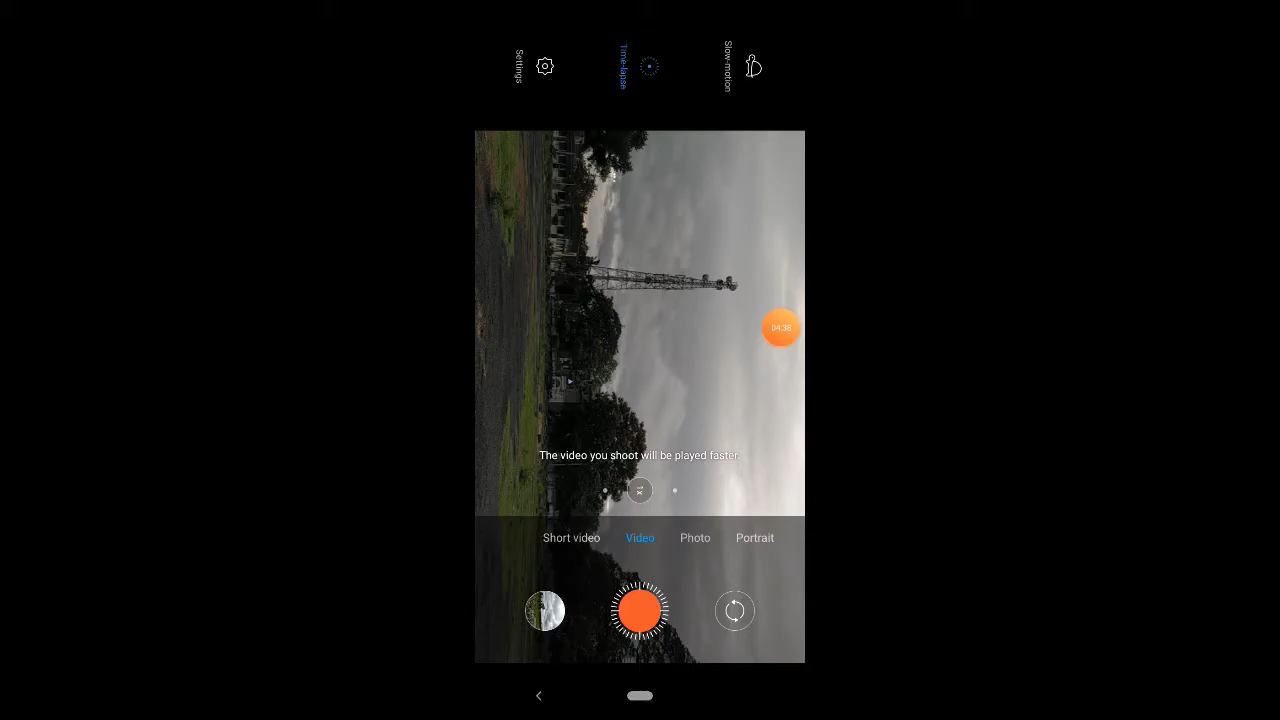 Settings
Time-lapse
Slow-motion
04:38
The video you shoot will be played faster.
1X
Short video
Video
Photo
Portrait